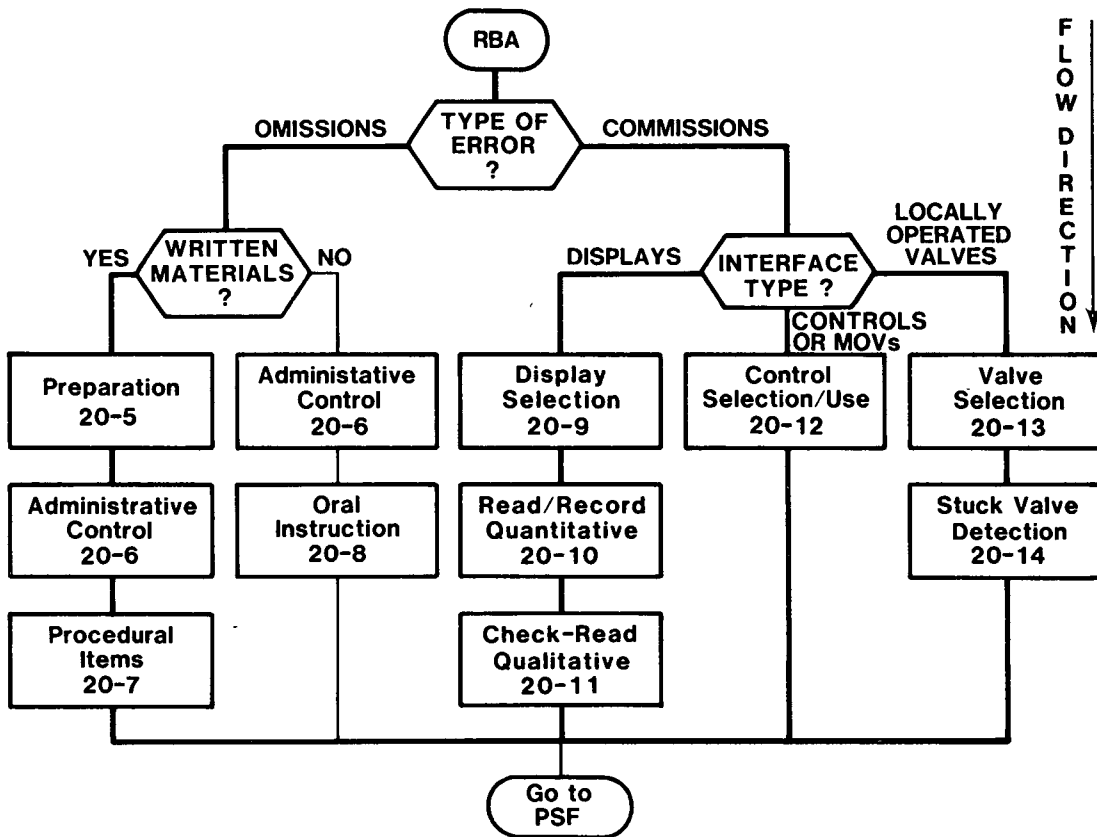 RBA
TYPE OF
ERROR
?
OMISSIONS
COMMISSIONS
WRITTEN
MATERIALS
?
YES
NO
INTERFACE
TYPE ?
DISPLAYS
CONTROLS
OR MOVs
LOCALLY
OPERATED
VALVES
FLOW DIRECTION
Preparation
20-5
Administative
Control
20-6
Display
Selection
20-9
Control
Selection/Use
20-12
Valve
Selection
20-13
Administrative
Control
20-6
Oral
Instruction
20-8
Read/Record
Quantitative
20-10
Stuck Valve
Detection
20-14
Procedural
Items
20-7
Check-Read
Qualitative
20-11
Go to
PSF